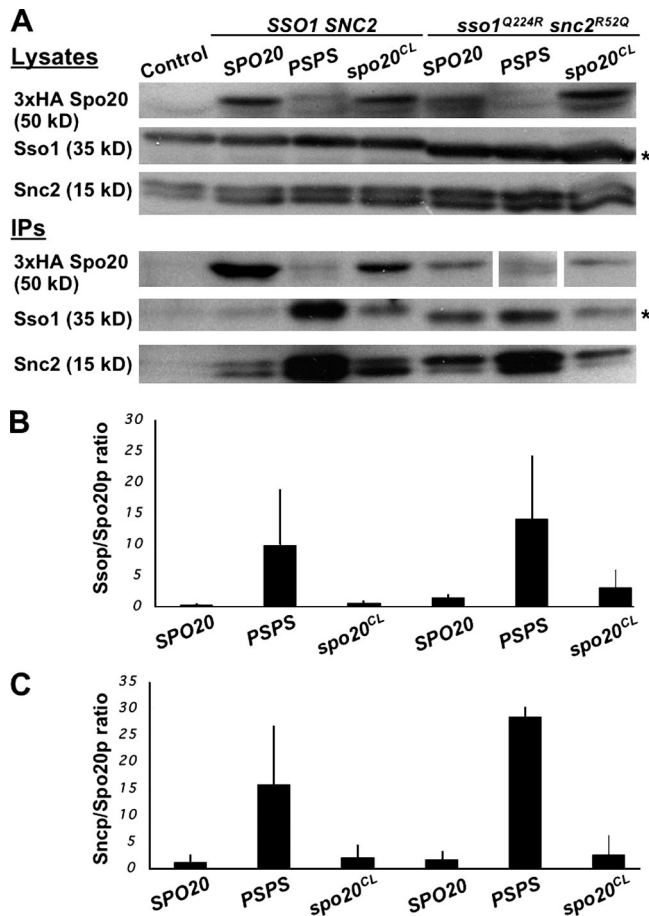 A
SSO1 SNC2
sso1Q224R snc2R52Q
Lysates
Control
SPO20
PSPS
spo20CL
SPO20
PSPS
spo20CL
3xHA Spo20
(50 kD)
Sso1 (35 kD)
*
Snc2 (15 kD)
IPs
3xHA Spo20
(50 kD)
Sso1 (35 kD)
*
Snc2 (15 kD)
B
Ssop/Spo20p ratio
30
25
20
15
10
5
0
SPO20
PSPS
spo20CL
SPO20
PSPS
spo20CL
C
Sncp/Spo20p ratio
35
30
25
20
15
10
5
0
SPO20
PSPS
spo20CL
SPO20
PSPS
spo20CL